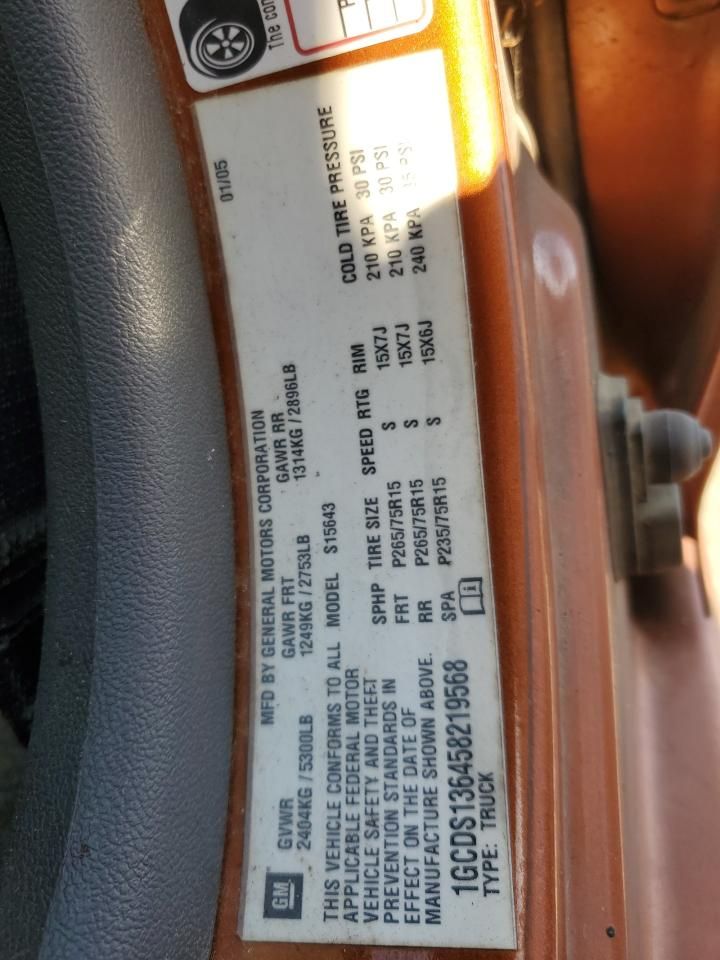 The con
P
01/05
MFD BY GENERAL MOTORS CORPORATION
GVWR GAWR FRT GAWR RR
2404KG / 5300LB 1249KG / 2753LB 1314KG / 2896LB
THIS VEHICLE CONFORMS TO ALL
APPLICABLE FEDERAL MOTOR
VEHICLE SAFETY AND THEFT
PREVENTION STANDARDS IN
EFFECT ON THE DATE OF
MANUFACTURE SHOWN ABOVE.
GM
MODEL S15643
COLD TIRE PRESSURE
SPHP TIRE SIZE SPEED RTG RIM
FRT P265/75R15 S 15X7J 210 KPA 30 PSI
RR P265/75R15 S 15X7J 210 KPA 30 PSI
SPA P235/75R15 S 15X6J 240 KPA PSI
1GCDS136458219568
TYPE: TRUCK